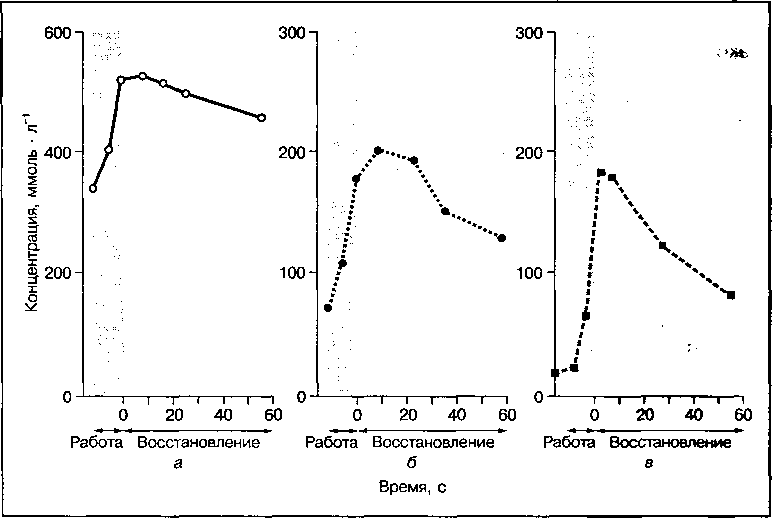 Концентрация, ммоль · л⁻¹
600
400
200
0
0 20 40 60
Работа Восстановление
а
300
200
100
0
0 20 40 60
Работа Восстановление
б
300
200
100
0
0 20 40 60
Работа Восстановление
в
Время, с